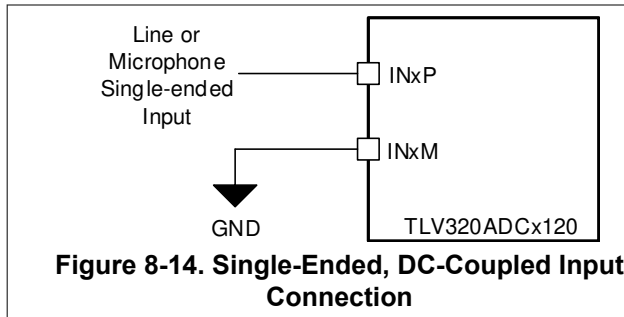 Line or
Microphone
Single-ended
Input
INxP
INxM
GND
TLV320ADCx120
Figure 8-14. Single-Ended, DC-Coupled Input
Connection